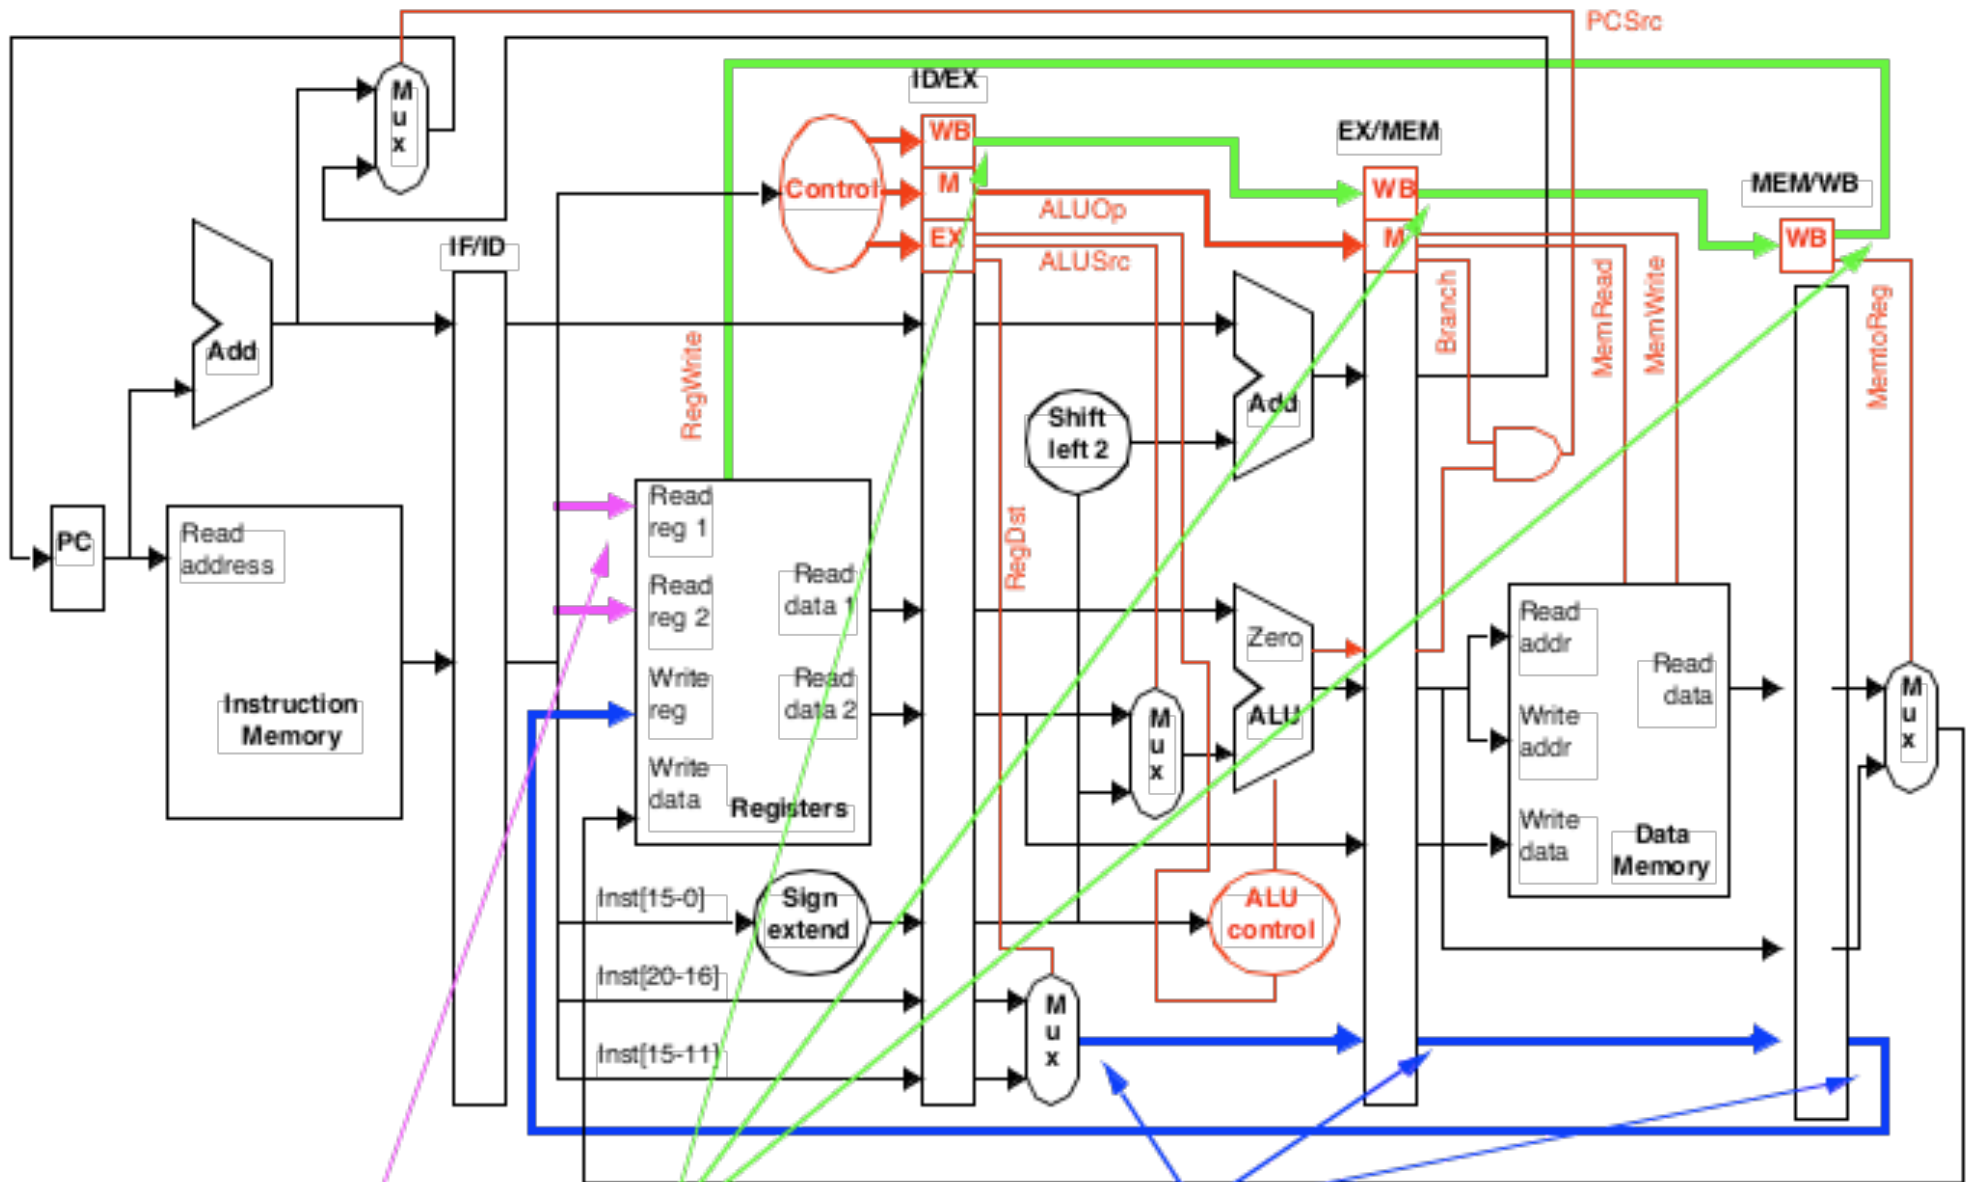 PCSrc
M
u
x
ID/EX
EX/MEM
MEM/WB
WB
M
EX
Control
ALUOp
ALUSrc
WB
M
WB
IF/ID
Add
RegWrite
Branch
MemRead
MemWrite
MemtoReg
Shift
left 2
Add
PC
Read
address
Instruction
Memory
Read
reg 1
Read
reg 2
Write
reg
Write
data
Read
data 1
Read
data 2
Registers
RegDst
Zero
ALU
M
u
x
Read
addr
Write
addr
Write
data
Read
data
Data
Memory
M
u
x
Inst[15-0]
Sign
extend
ALU
control
Inst[20-16]
Inst[15-11]
M
u
x